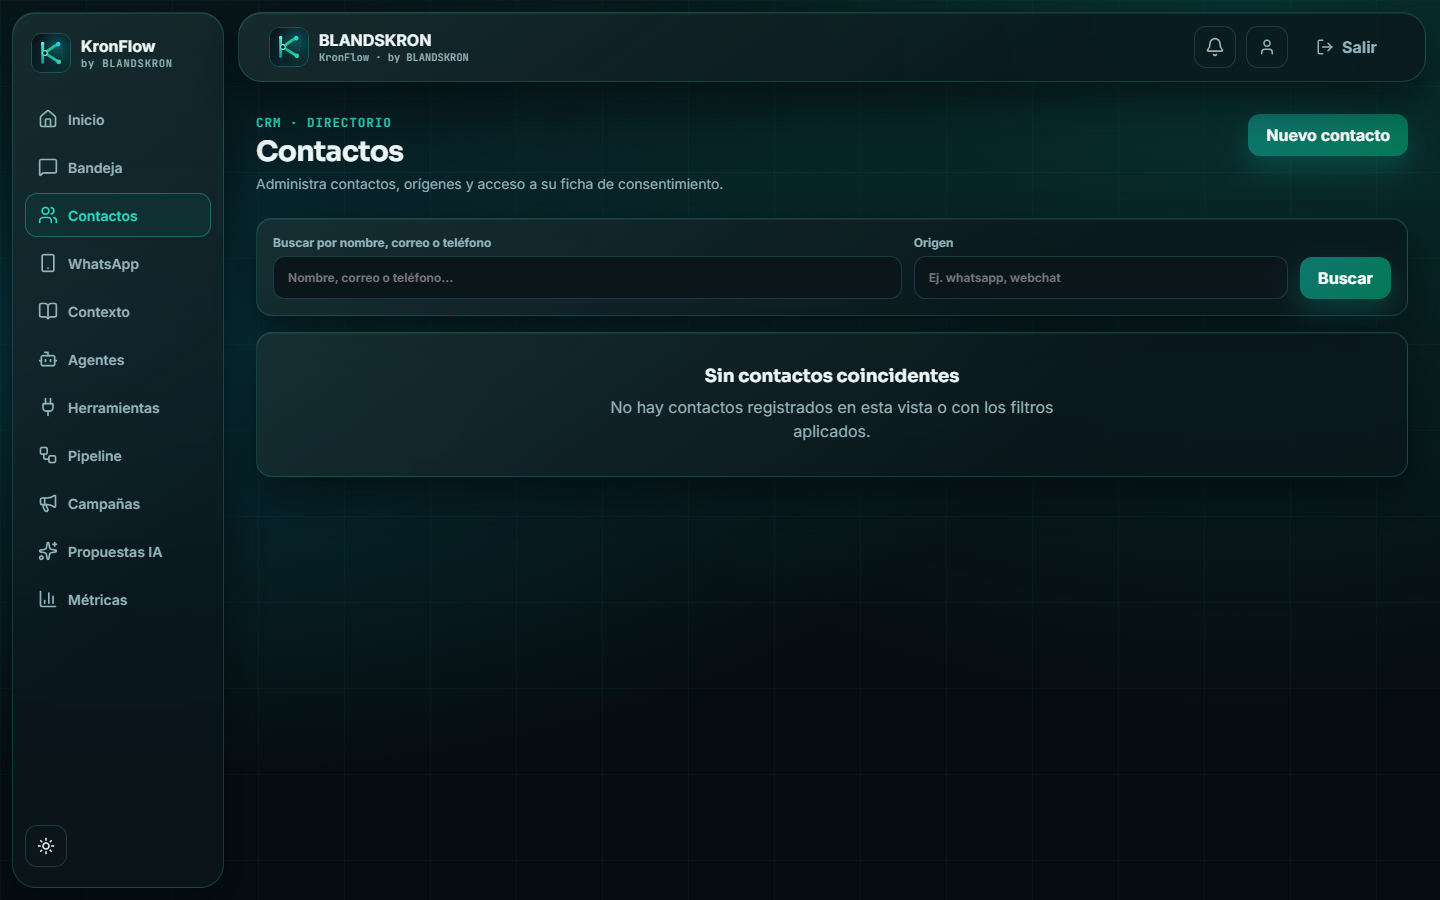 KronFlow
by BLANDSKRON
Inicio
Bandeja
Contactos
WhatsApp
Contexto
Agentes
Herramientas
Pipeline
Campañas
Propuestas IA
Métricas
BLANDSKRON
KronFlow · by BLANDSKRON
Salir
CRM · DIRECTORIO
Contactos
Administra contactos, orígenes y acceso a su ficha de consentimiento.
Nuevo contacto
Buscar por nombre, correo o teléfono
Nombre, correo o teléfono...
Origen
Ej. whatsapp, webchat
Buscar
Sin contactos coincidentes
No hay contactos registrados en esta vista o con los filtros
aplicados.